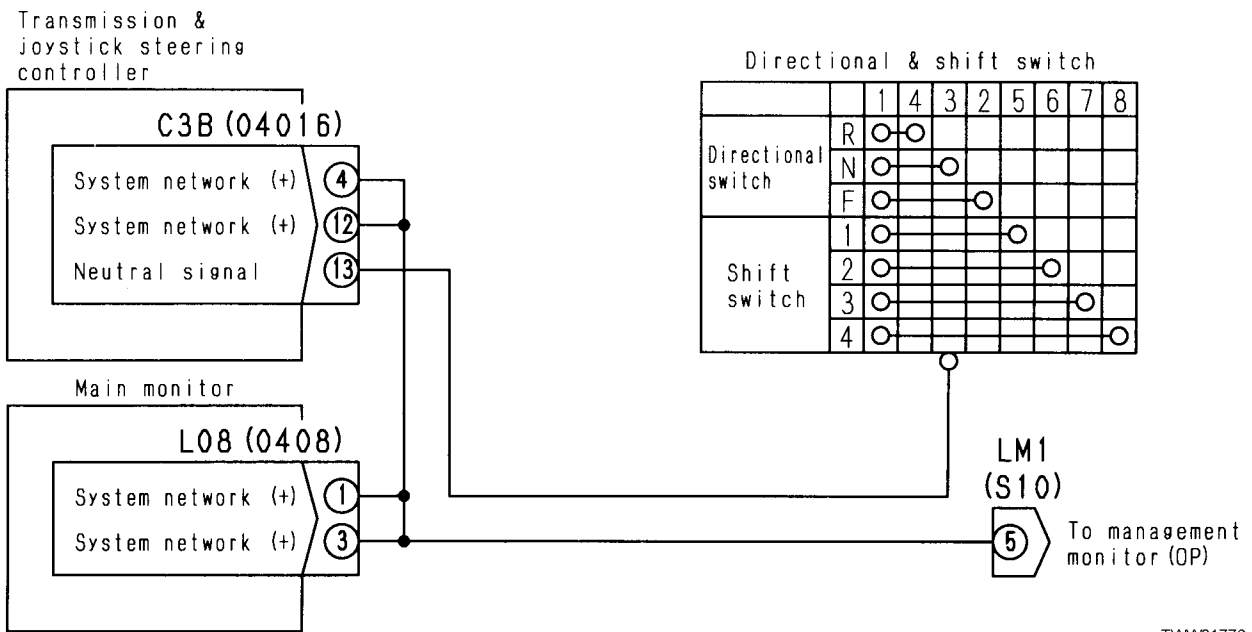 Transmission &
joystick steering
controller
C3B (04016)
System network (+) 4
System network (+) 12
Neutral signal 13
Main monitor
L08 (0408)
System network (+) 1
System network (+) 3
Directional & shift switch
1 4 3 2 5 6 7 8
Directional
switch
R
N
F
Shift
switch
1
2
3
4
LM1
(S10)
5
To management
monitor (OP)